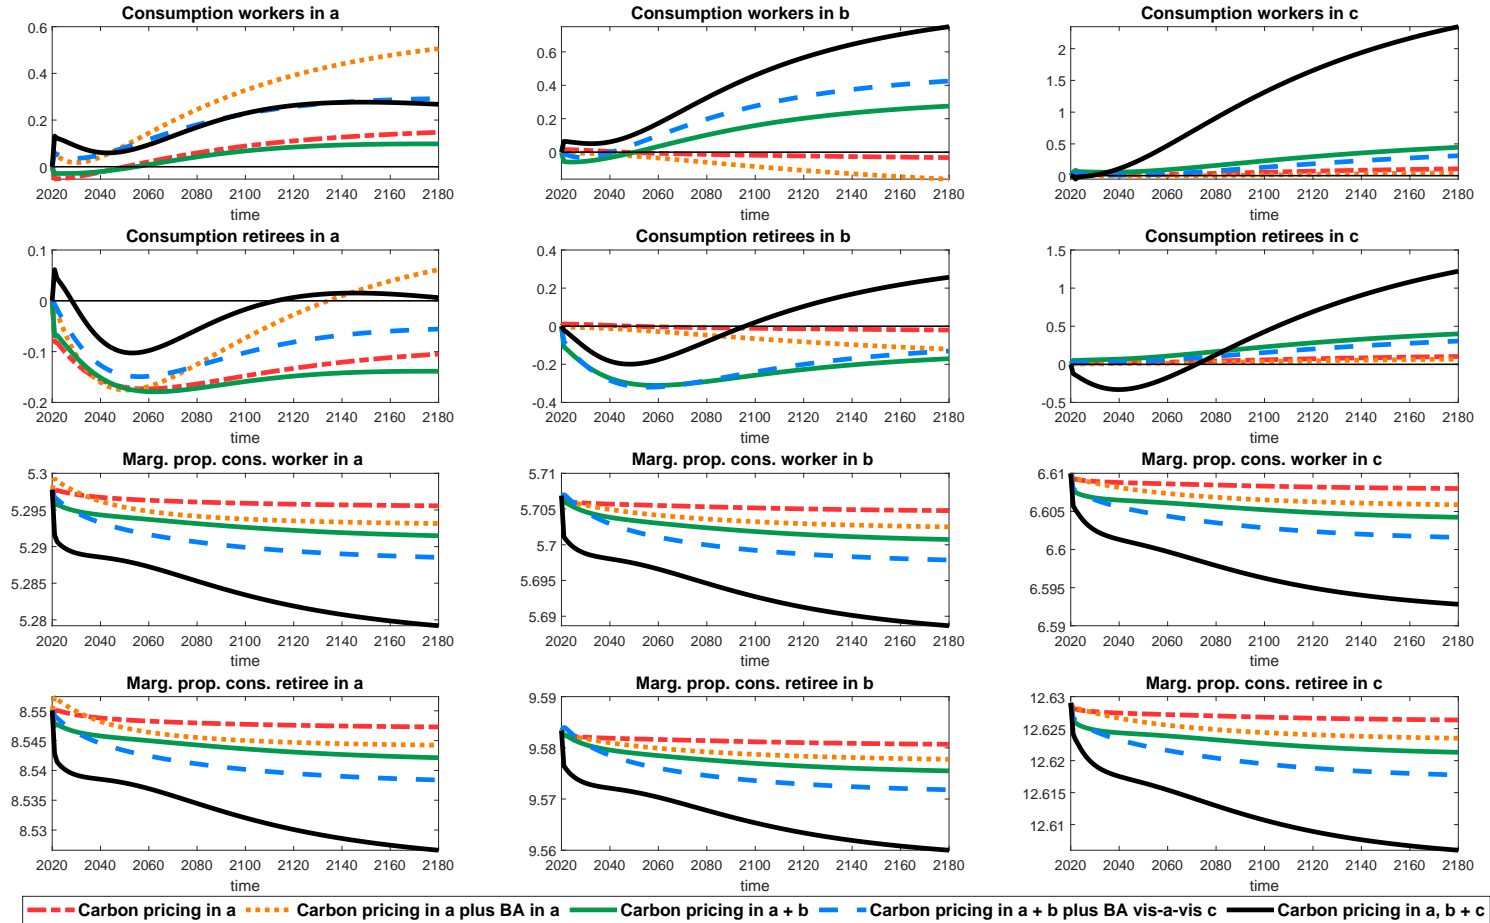 Consumption workers in a
0.6
0.4
0.2
0
2020 2040 2060 2080 2100 2120 2140 2160 2180
time
Consumption workers in b
0.6
0.4
0.2
0
2020 2040 2060 2080 2100 2120 2140 2160 2180
time
Consumption workers in c
2
1.5
1
0.5
0
2020 2040 2060 2080 2100 2120 2140 2160 2180
time
Consumption retirees in a
0.1
0
-0.1
-0.2
2020 2040 2060 2080 2100 2120 2140 2160 2180
time
Consumption retirees in b
0.4
0.2
0
-0.2
-0.4
2020 2040 2060 2080 2100 2120 2140 2160 2180
time
Consumption retirees in c
1.5
1
0.5
0
-0.5
2020 2040 2060 2080 2100 2120 2140 2160 2180
time
Marg. prop. cons. worker in a
5.3
5.295
5.29
5.285
5.28
2020 2040 2060 2080 2100 2120 2140 2160 2180
time
Marg. prop. cons. worker in b
5.71
5.705
5.7
5.695
5.69
2020 2040 2060 2080 2100 2120 2140 2160 2180
time
Marg. prop. cons. worker in c
6.61
6.605
6.6
6.595
6.59
2020 2040 2060 2080 2100 2120 2140 2160 2180
time
Marg. prop. cons. retiree in a
8.55
8.545
8.54
8.535
8.53
2020 2040 2060 2080 2100 2120 2140 2160 2180
time
Marg. prop. cons. retiree in b
9.59
9.58
9.57
9.56
2020 2040 2060 2080 2100 2120 2140 2160 2180
time
Marg. prop. cons. retiree in c
12.63
12.625
12.62
12.615
12.61
2020 2040 2060 2080 2100 2120 2140 2160 2180
time
Carbon pricing in a Carbon pricing in a plus BA in a Carbon pricing in a + b Carbon pricing in a + b plus BA vis-a-vis c Carbon pricing in a, b + c